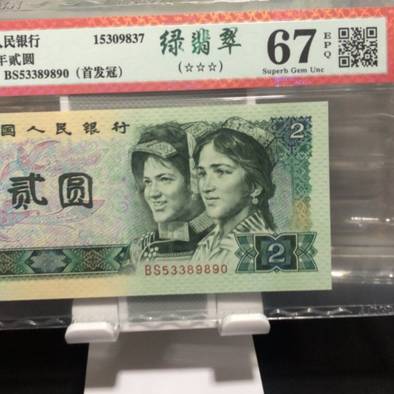 人民银行 15309837 绿翡翠 67 EPQ
年贰圆 (☆☆☆) Superb Gem Unc
BS53389890 (首发冠)
国人民银行
2
贰圆
BS53389890
2